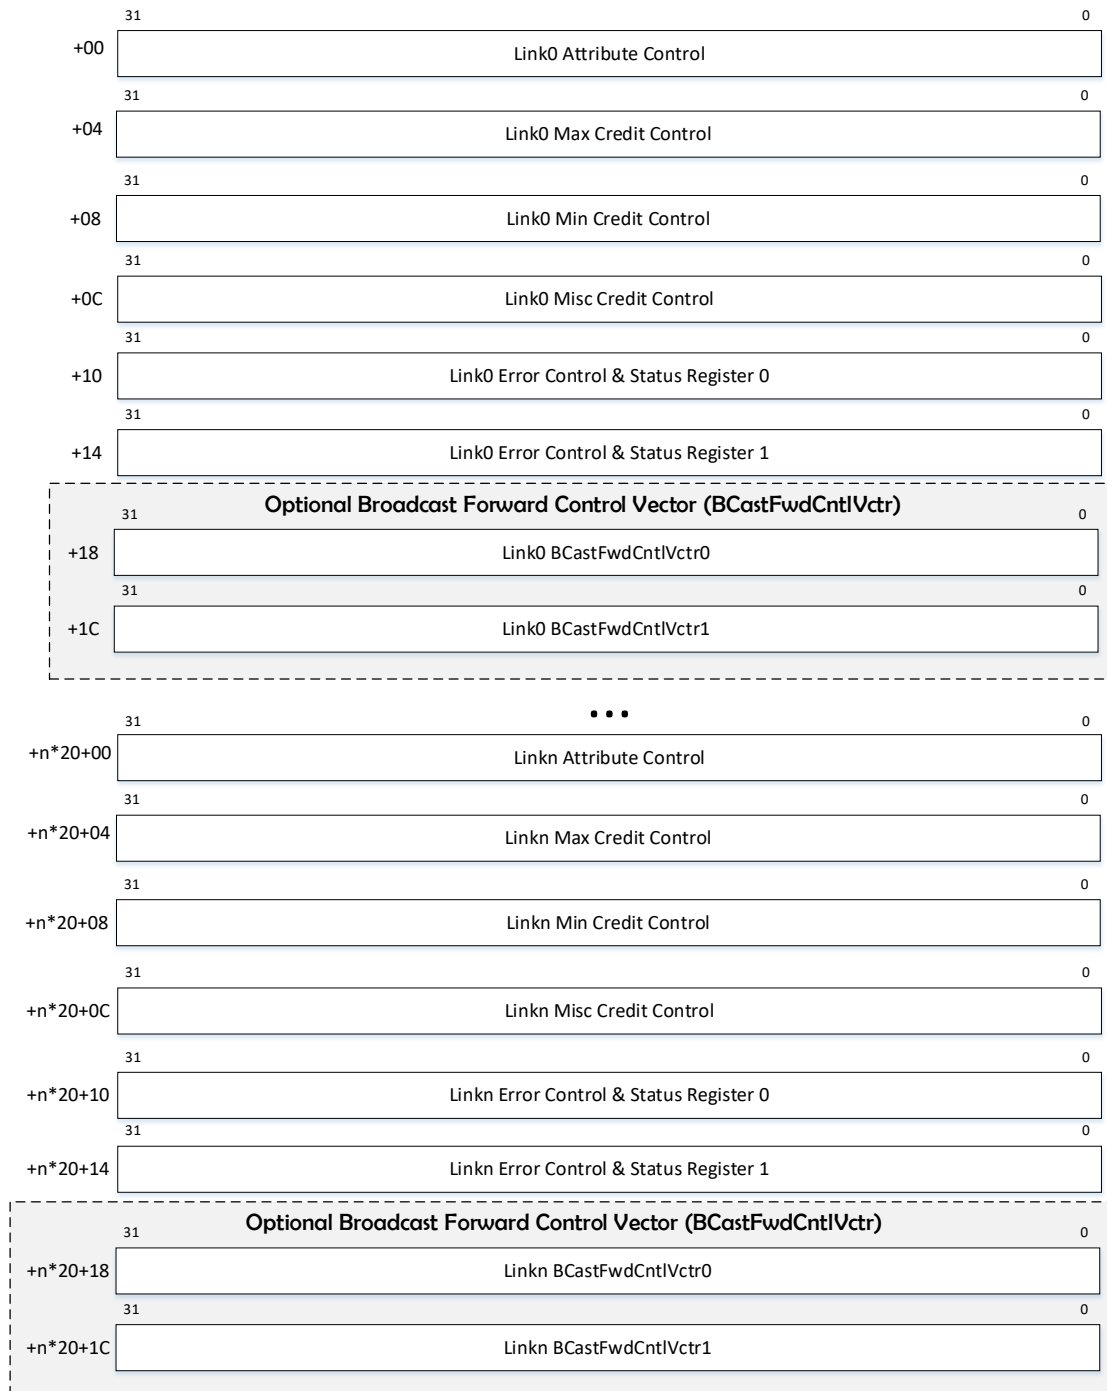 31 0
+00 Link0 Attribute Control
31 0
+04 Link0 Max Credit Control
31 0
+08 Link0 Min Credit Control
31 0
+0C Link0 Misc Credit Control
31 0
+10 Link0 Error Control & Status Register 0
31 0
+14 Link0 Error Control & Status Register 1
Optional Broadcast Forward Control Vector (BCastFwdCntlVctr)
31 0
+18 Link0 BCastFwdCntlVctr0
31 0
+1C Link0 BCastFwdCntlVctr1
...
31 0
+n*20+00 Linkn Attribute Control
31 0
+n*20+04 Linkn Max Credit Control
31 0
+n*20+08 Linkn Min Credit Control
31 0
+n*20+0C Linkn Misc Credit Control
31 0
+n*20+10 Linkn Error Control & Status Register 0
31 0
+n*20+14 Linkn Error Control & Status Register 1
Optional Broadcast Forward Control Vector (BCastFwdCntlVctr)
31 0
+n*20+18 Linkn BCastFwdCntlVctr0
31 0
+n*20+1C Linkn BCastFwdCntlVctr1